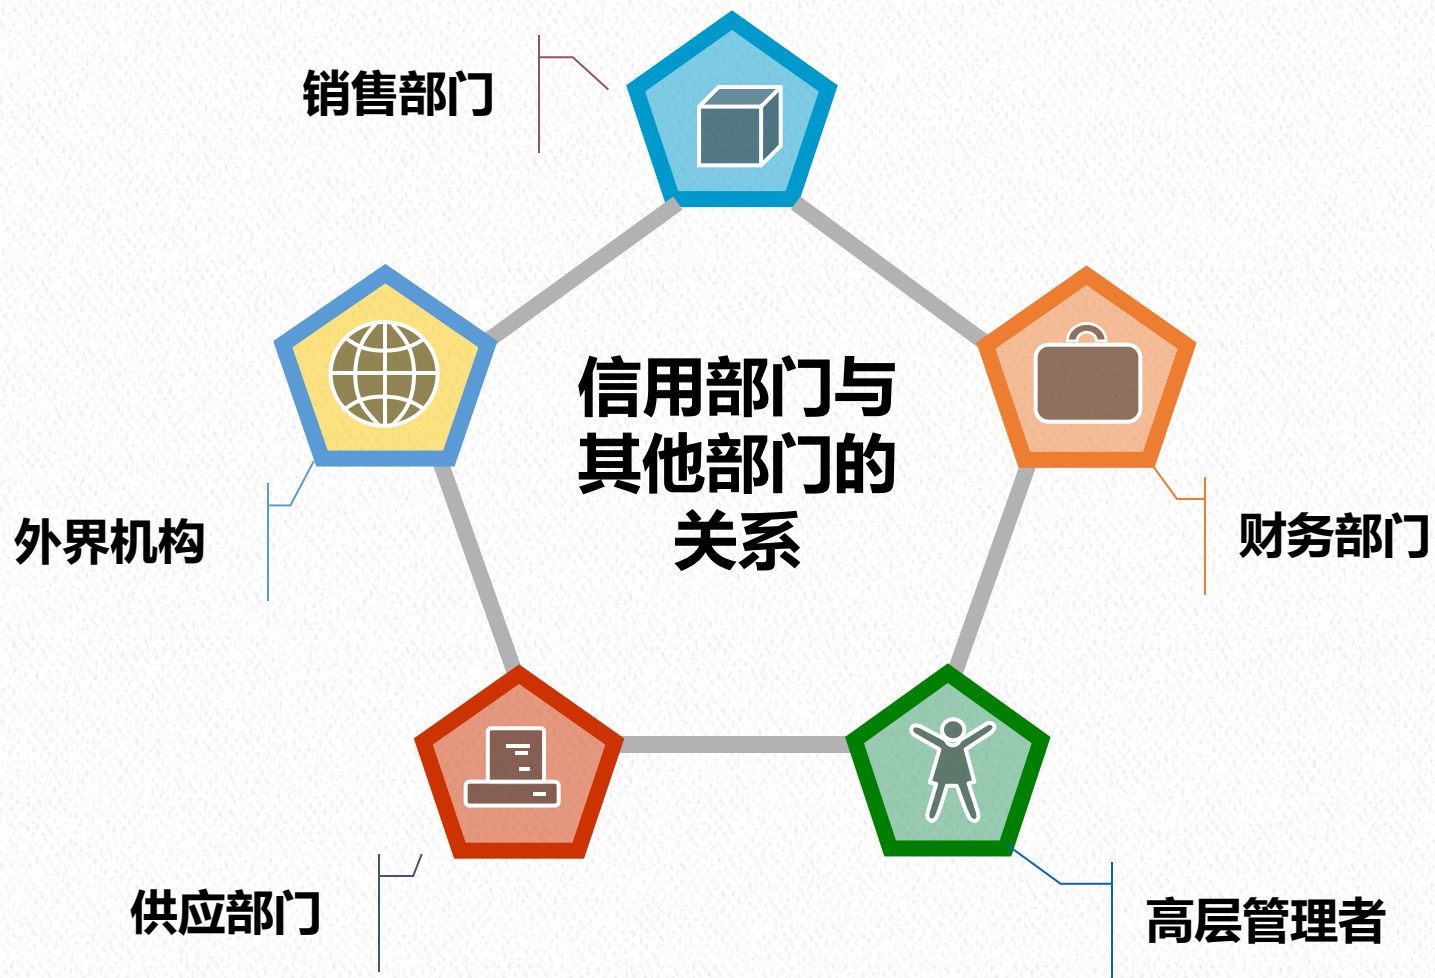 销售部门
信用部门与
其他部门的
关系
外界机构
财务部门
供应部门
高层管理者